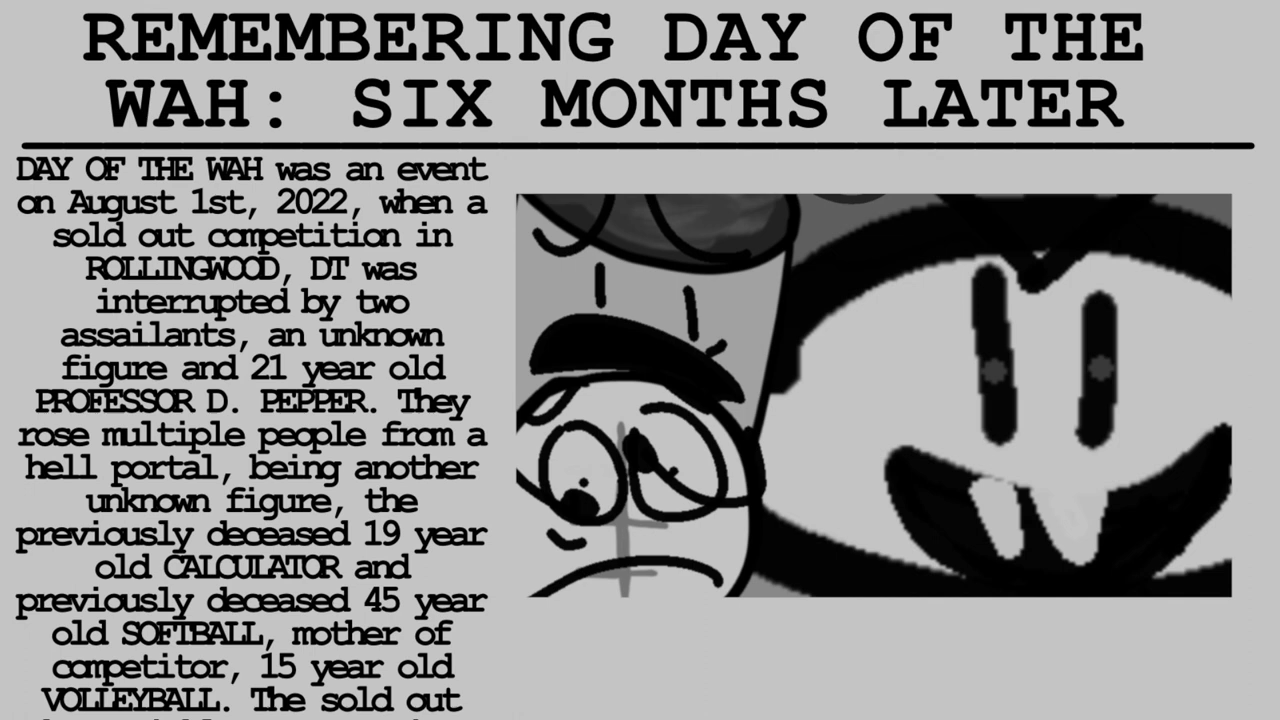 REMEMBERING DAY OF THE
WAH: SIX MONTHS LATER
DAY OF THE WAH was an event
on August 1st, 2022, when a
sold out competition in
ROLLINGWOOD, DT was
interrupted by two
assailants, an unknown
figure and 21 year old
PROFESSOR D. PEPPER. They
rose multiple people from a
hell portal, being another
unknown figure, the
previously deceased 19 year
old CALCULATOR and
previously deceased 45 year
old SOFTBALL, mother of
competitor, 15 year old
VOLLEYBALL. The sold out